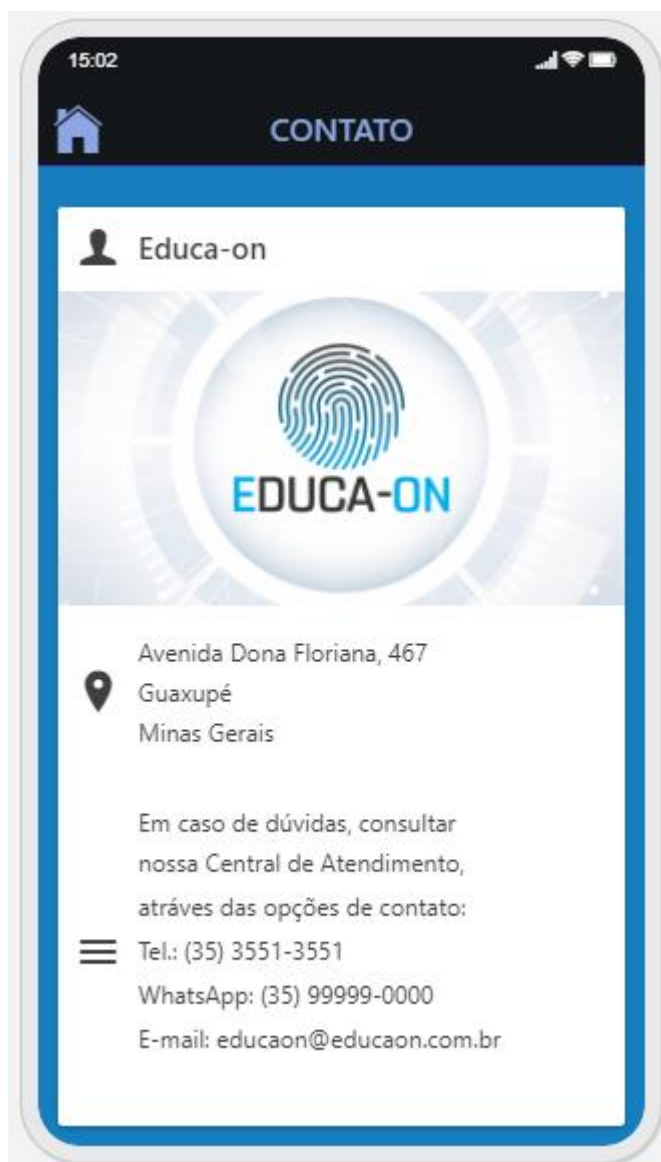 15:02
CONTATO
Educa-on
EDUCA-ON
Avenida Dona Floriana, 467
Guaxupé
Minas Gerais
Em caso de dúvidas, consultar
nossa Central de Atendimento,
atráves das opções de contato:
Tel.: (35) 3551-3551
WhatsApp: (35) 99999-0000
E-mail: educaon@educaon.com.br